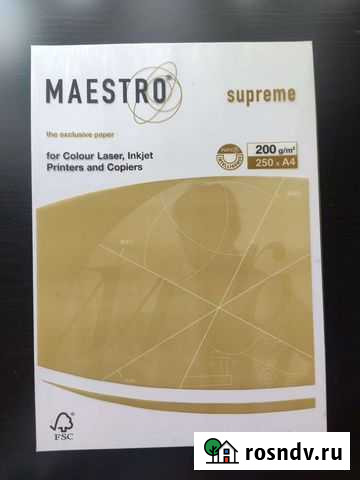 MAESTRO®
supreme
the exclusive paper
for Colour Laser, Inkjet
Printers and Copiers
200 g/m²
250 x A4
FSC
rosndv.ru